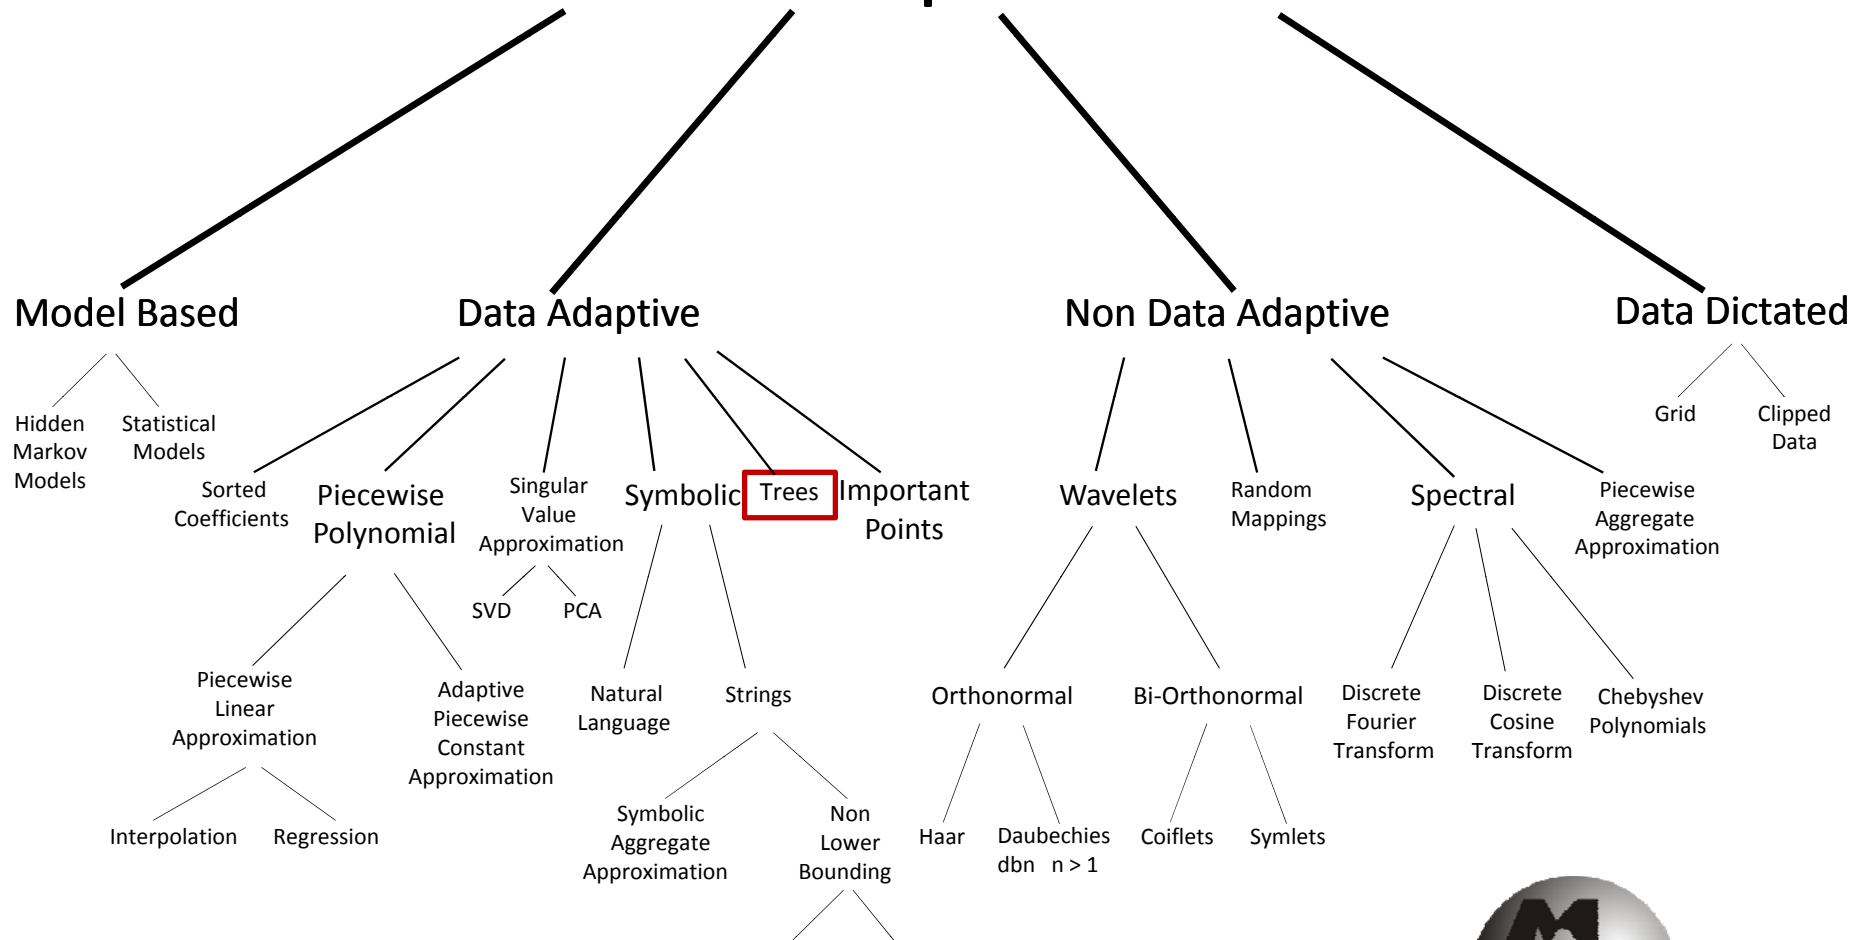 Model Based
Data Adaptive
Non Data Adaptive
Data Dictated
Hidden
Markov
Models
Statistical
Models
Grid
Clipped
Data
Sorted
Coefficients
Piecewise
Polynomial
Singular
Value
Approximation
Symbolic
Trees
Important
Points
Wavelets
Random
Mappings
Spectral
Piecewise
Aggregate
Approximation
SVD
PCA
Piecewise
Linear
Approximation
Adaptive
Piecewise
Constant
Approximation
Natural
Language
Strings
Orthonormal
Bi-Orthonormal
Discrete
Fourier
Transform
Discrete
Cosine
Transform
Chebyshev
Polynomials
Interpolation
Regression
Symbolic
Aggregate
Approximation
Non
Lower
Bounding
Haar
Daubechies
dbn n > 1
Coiflets
Symlets